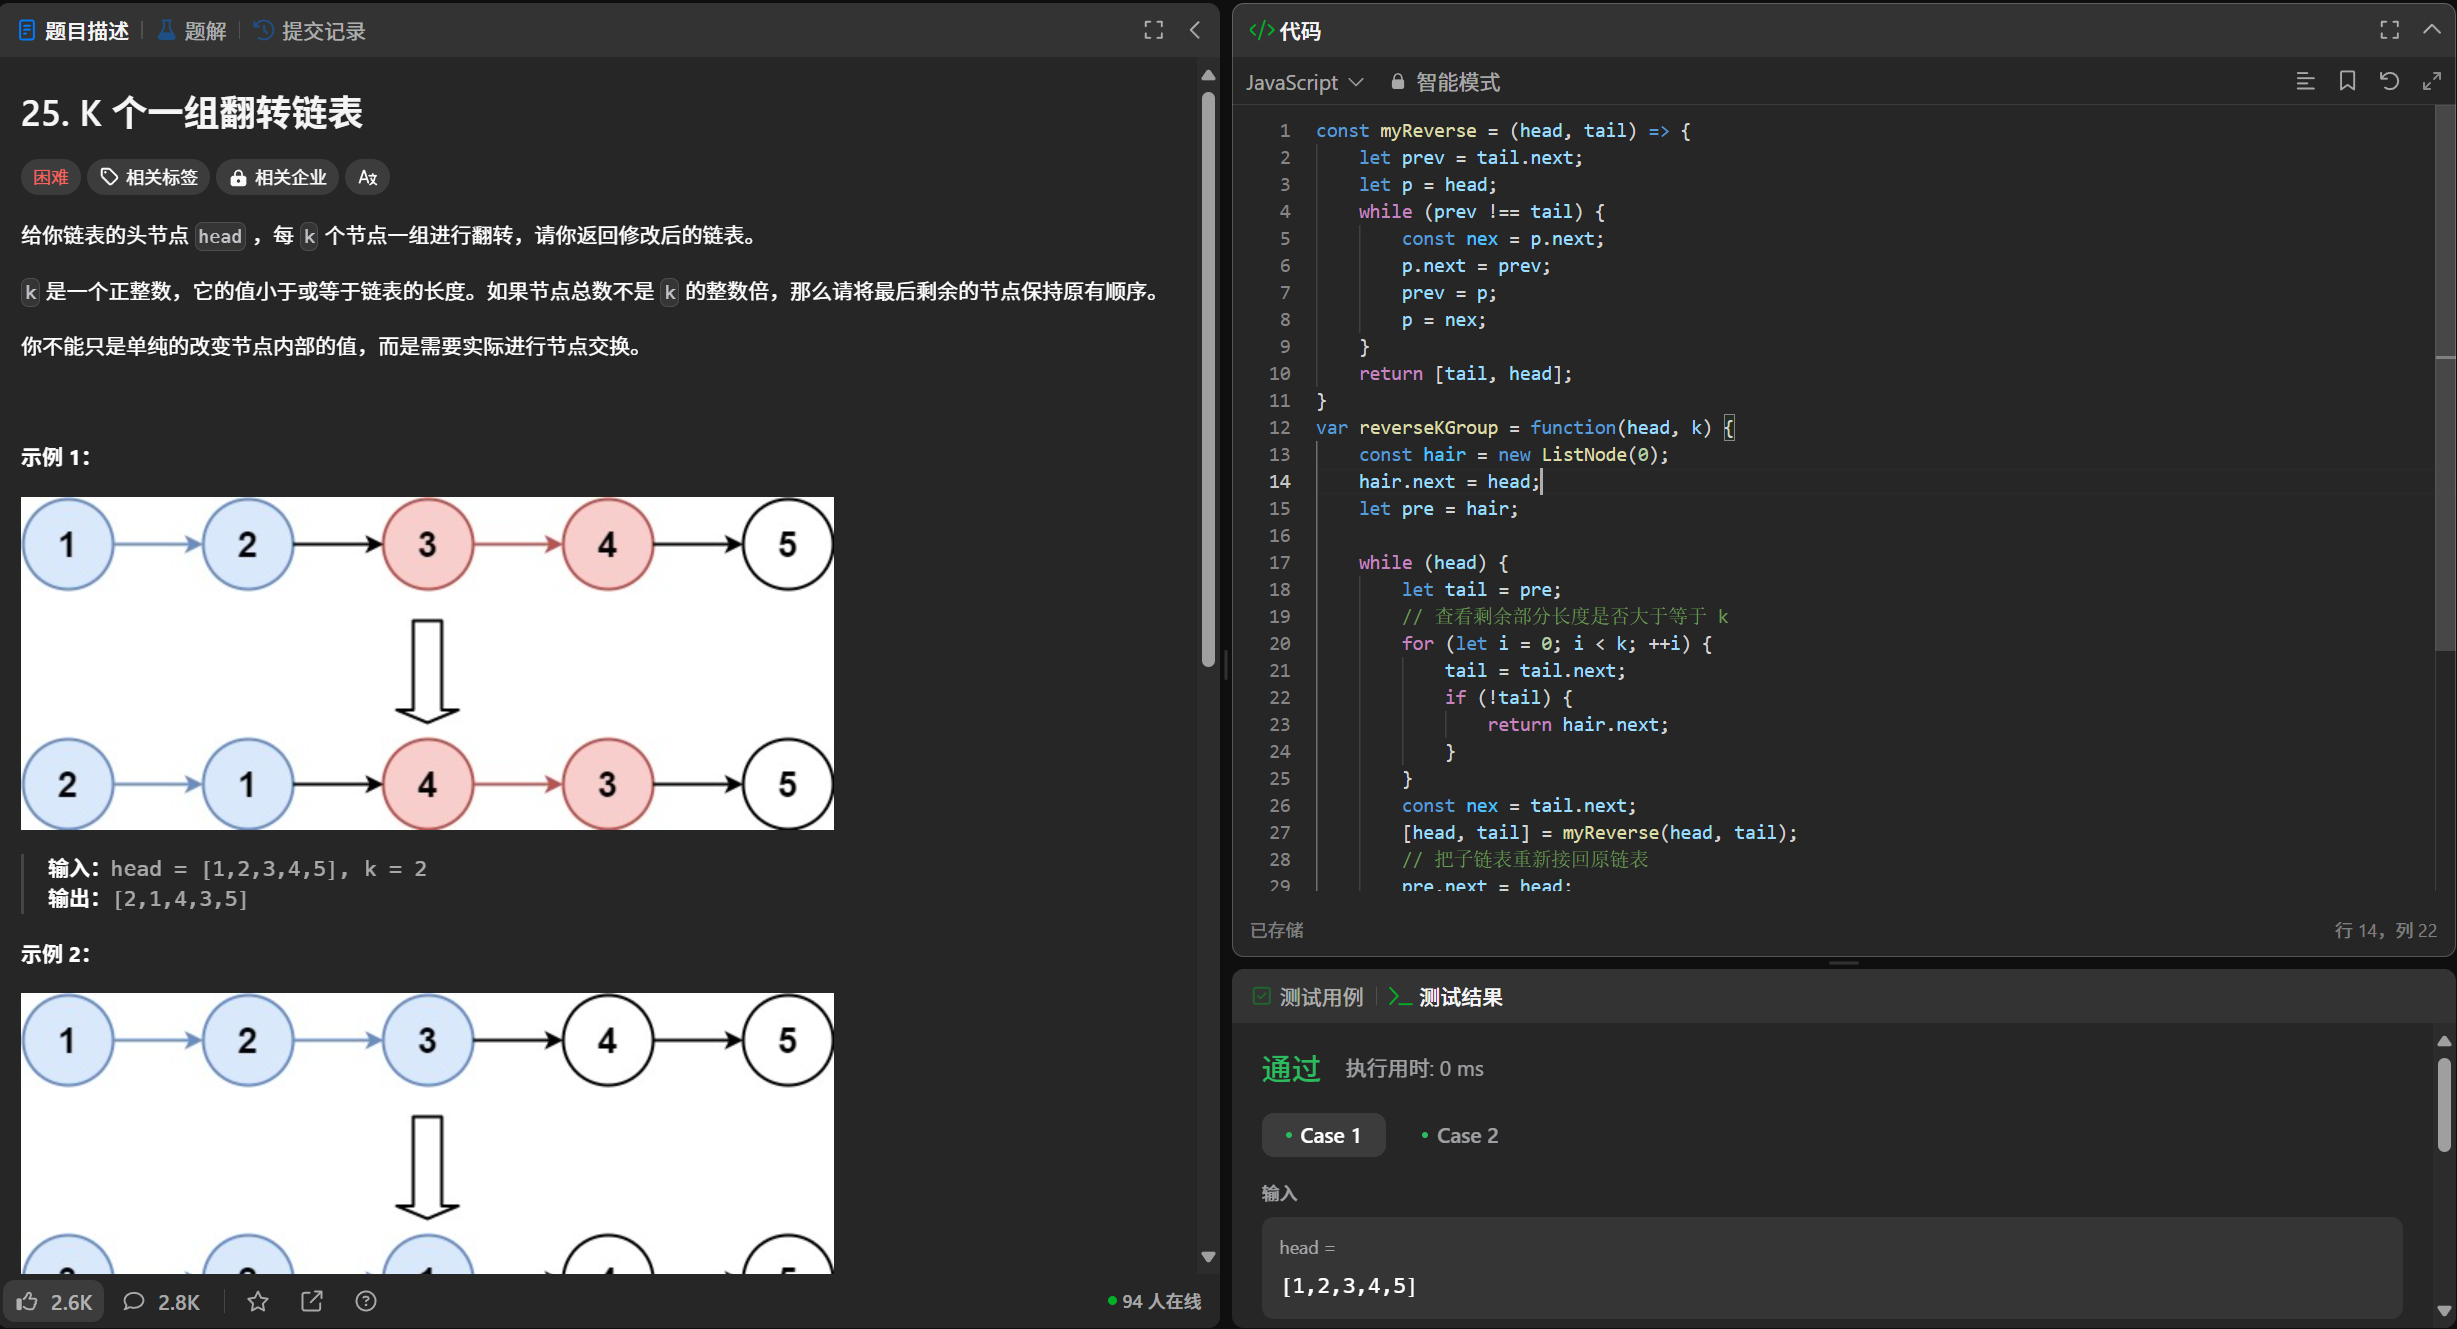 题目描述 题解 提交记录
25. K 个一组翻转链表
困难 相关标签 相关企业
给你链表的头节点 head ，每 k 个节点一组进行翻转，请你返回修改后的链表。
k 是一个正整数，它的值小于或等于链表的长度。如果节点总数不是 k 的整数倍，那么请将最后剩余的节点保持原有顺序。
你不能只是单纯的改变节点内部的值，而是需要实际进行节点交换。
示例 1：
1 2 3 4 5
2 1 4 3 5
输入：head = [1,2,3,4,5], k = 2
输出：[2,1,4,3,5]
示例 2：
1 2 3 4 5
2.6K 2.8K 94 人在线
</> 代码
JavaScript 智能模式
1 const myReverse = (head, tail) => {
2 let prev = tail.next;
3 let p = head;
4 while (prev !== tail) {
5 const nex = p.next;
6 p.next = prev;
7 prev = p;
8 p = nex;
9 }
10 return [tail, head];
11 }
12 var reverseKGroup = function(head, k) {
13 const hair = new ListNode(0);
14 hair.next = head;
15 let pre = hair;
16
17 while (head) {
18 let tail = pre;
19 // 查看剩余部分长度是否大于等于 k
20 for (let i = 0; i < k; ++i) {
21 tail = tail.next;
22 if (!tail) {
23 return hair.next;
24 }
25 }
26 const nex = tail.next;
27 [head, tail] = myReverse(head, tail);
28 // 把子链表重新接回原链表
29 pre.next = head;
已存储 行 14，列 22
测试用例 >_ 测试结果
通过 执行用时: 0 ms
• Case 1 • Case 2
输入
head =
[1,2,3,4,5]